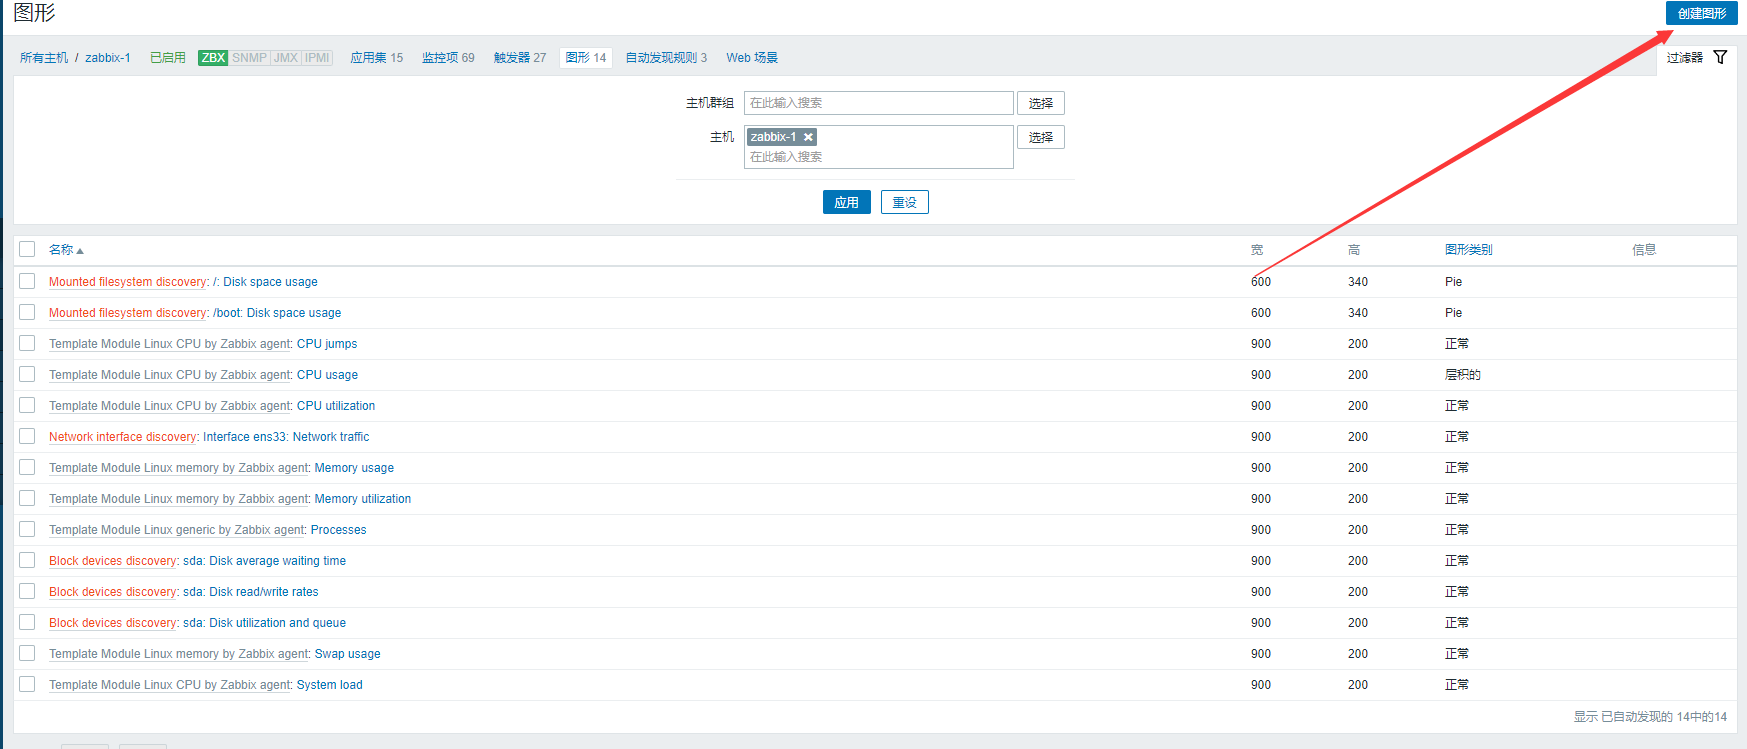 图形
创建图形
所有主机 / zabbix-1 已启用 ZBX SNMP JMX IPMI 应用集 15 监控项 69 触发器 27 图形 14 自动发现规则 3 Web 场景
过滤器
主机群组 在此输入搜索 选择
主机 zabbix-1 选择
在此输入搜索
应用 重设
名称 宽 高 图形类别 信息
Mounted filesystem discovery: /: Disk space usage 600 340 Pie
Mounted filesystem discovery: /boot: Disk space usage 600 340 Pie
Template Module Linux CPU by Zabbix agent: CPU jumps 900 200 正常
Template Module Linux CPU by Zabbix agent: CPU usage 900 200 层积的
Template Module Linux CPU by Zabbix agent: CPU utilization 900 200 正常
Network interface discovery: Interface ens33: Network traffic 900 200 正常
Template Module Linux memory by Zabbix agent: Memory usage 900 200 正常
Template Module Linux memory by Zabbix agent: Memory utilization 900 200 正常
Template Module Linux generic by Zabbix agent: Processes 900 200 正常
Block devices discovery: sda: Disk average waiting time 900 200 正常
Block devices discovery: sda: Disk read/write rates 900 200 正常
Block devices discovery: sda: Disk utilization and queue 900 200 正常
Template Module Linux memory by Zabbix agent: Swap usage 900 200 正常
Template Module Linux CPU by Zabbix agent: System load 900 200 正常
显示 已自动发现的 14中的14